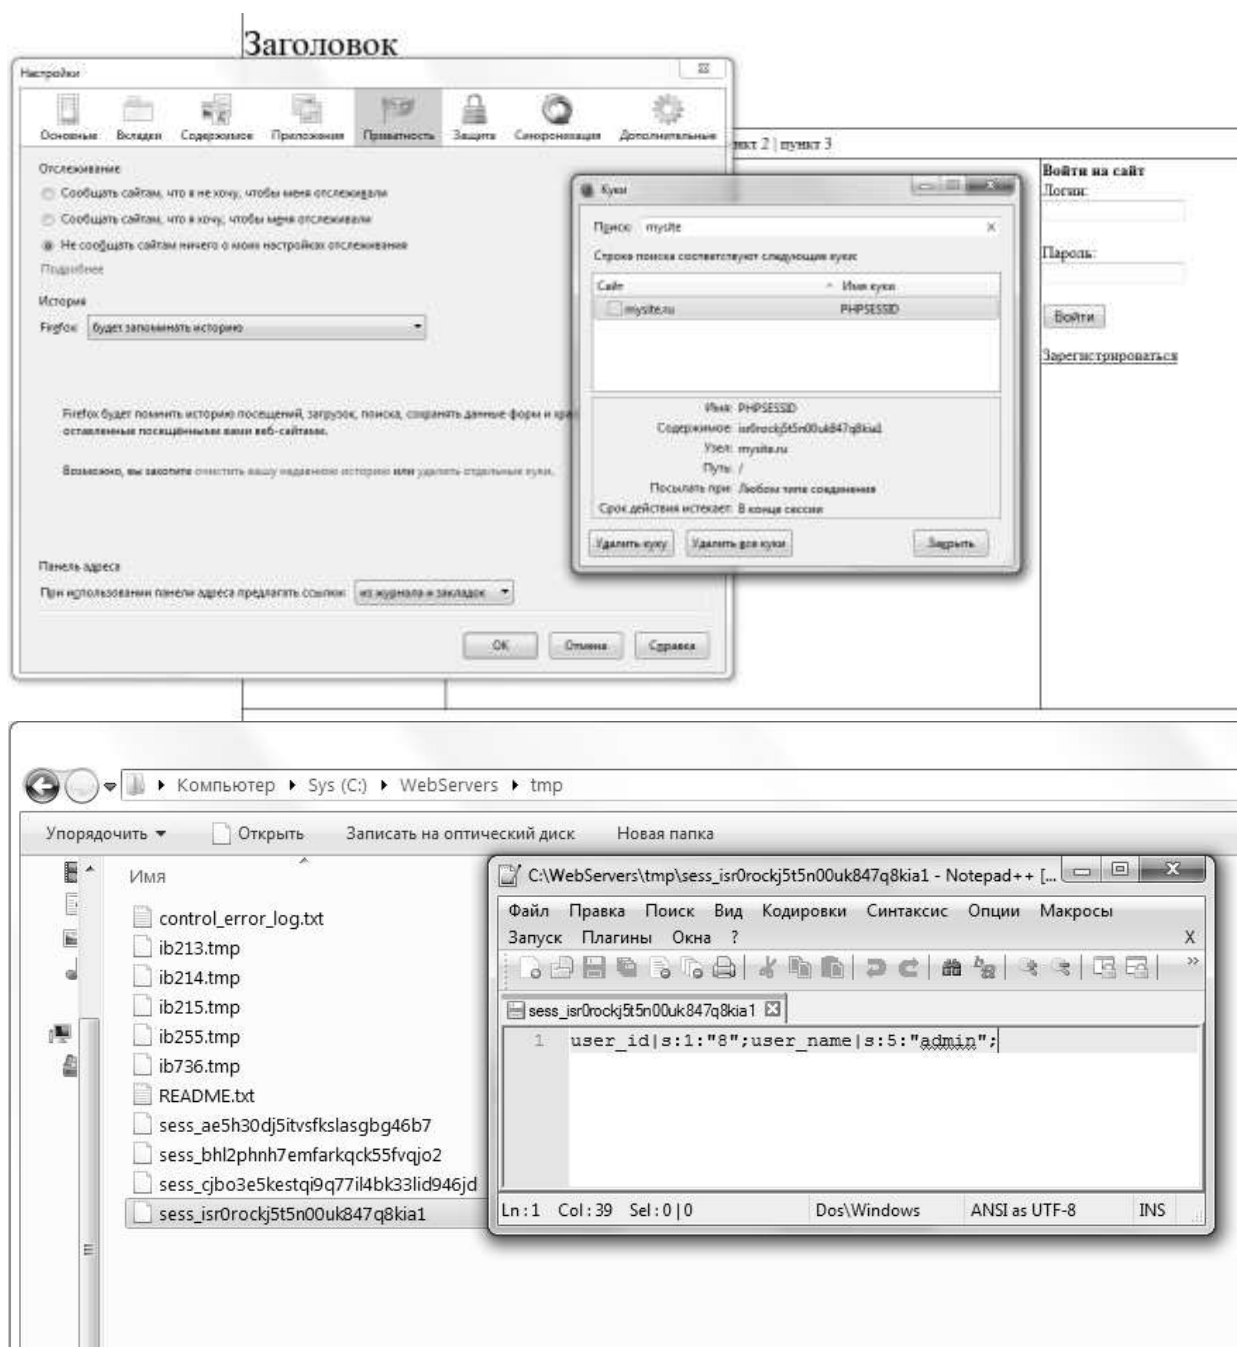 Заголовок
Настройки
Основные Вкладки Содержимое Приложения Приватность Защита Синхронизация Дополнительные
Отслеживание
Сообщать сайтам, что я не хочу, чтобы меня отслеживали
Сообщать сайтам, что я хочу, чтобы меня отслеживали
Не сообщать сайтам ничего о моих настройках отслеживания
Подробнее
История
Firefox: будет запоминать историю
Firefox будет помнить историю посещений, загрузок, поиска, сохранять данные форм и
оставленные посещёнными вами веб-сайтами.
Возможно, вы захотите очистить вашу недавнюю историю или удалить отдельные куки.
Панель адреса
При использовании панели адреса предлагать ссылки: из журнала и закладок
OK Отмена Справка
нкт 2 | пункт 3
Куки
Поиск: mysite
Строке поиска соответствуют следующие куки:
Сайт Имя куки
mysite.ru PHPSESSID
Имя: PHPSESSID
Содержимое: isr0rockj5t5n00uk847q8kia1
Узел: mysite.ru
Путь: /
Посылать при: Любом типе соединения
Срок действия истекает: В конце сессии
Удалить куку Удалить все куки Закрыть
Войти на сайт
Логин:
Пароль:
Войти
Зарегистрироваться
Компьютер Sys (C:) WebServers tmp
Упорядочить Открыть Записать на оптический диск Новая папка
Имя
control_error_log.txt
ib213.tmp
ib214.tmp
ib215.tmp
ib255.tmp
ib736.tmp
README.txt
sess_ae5h30dj5itvsfkslasgbg46b7
sess_bhl2phnh7emfarkqck55fvqjo2
sess_cjbo3e5kestqi9q77il4bk33lid946jd
sess_isr0rockj5t5n00uk847q8kia1
C:\WebServers\tmp\sess_isr0rockj5t5n00uk847q8kia1 - Notepad++ [...
Файл Правка Поиск Вид Кодировки Синтаксис Опции Макросы
Запуск Плагины Окна ? X
sess_isr0rockj5t5n00uk847q8kia1
1 user_id|s:1:"8";user_name|s:5:"admin";
Ln : 1 Col : 39 Sel : 0 | 0 Dos\Windows ANSI as UTF-8 INS